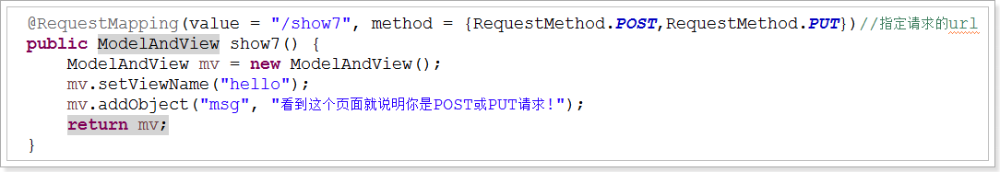 @RequestMapping(value = "/show7", method = {RequestMethod.POST,RequestMethod.PUT})//指定请求的url
public ModelAndView show7() {
    ModelAndView mv = new ModelAndView();
    mv.setViewName("hello");
    mv.addObject("msg", "看到这个页面就说明你是POST或PUT请求!");
    return mv;
}